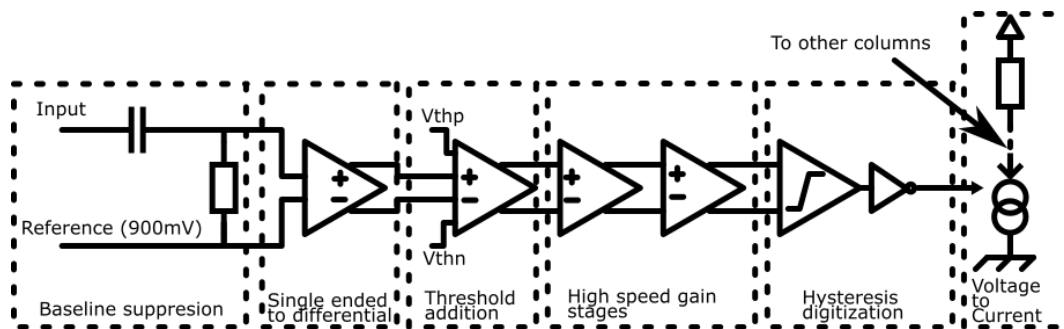 To other columns
Input
Vthp
Reference (900mV)
Vthn
Baseline suppresion
Single ended
to differential
Threshold
addition
High speed gain
stages
Hysteresis
digitization
Voltage
to
Current